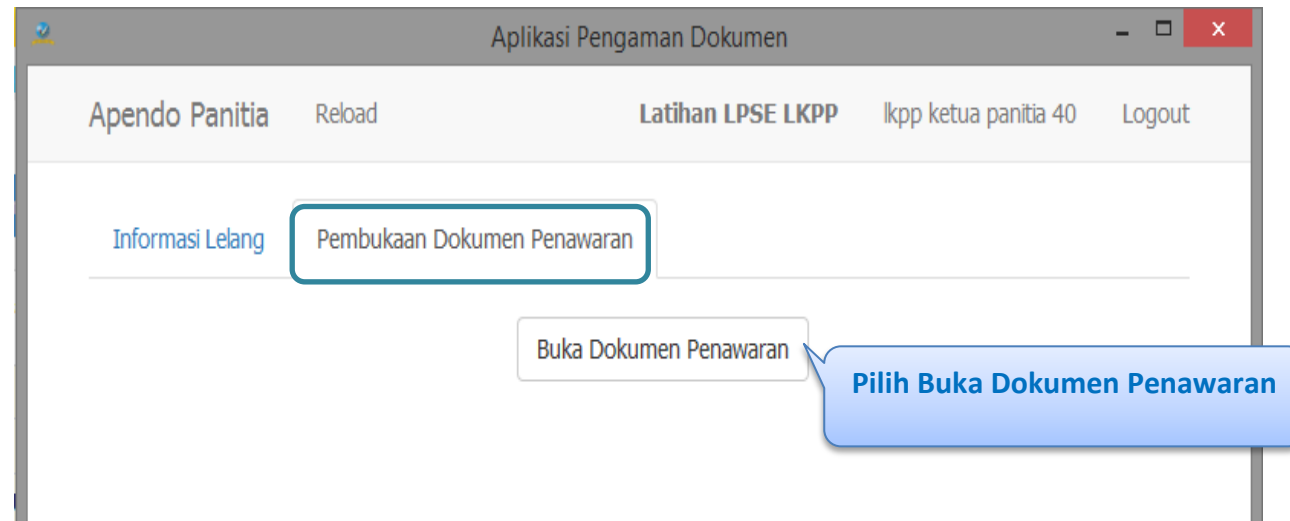 Aplikasi Pengaman Dokumen
Apendo Panitia Reload Latihan LPSE LKPP lkpp ketua panitia 40 Logout
Informasi Lelang Pembukaan Dokumen Penawaran
Buka Dokumen Penawaran
Pilih Buka Dokumen Penawaran